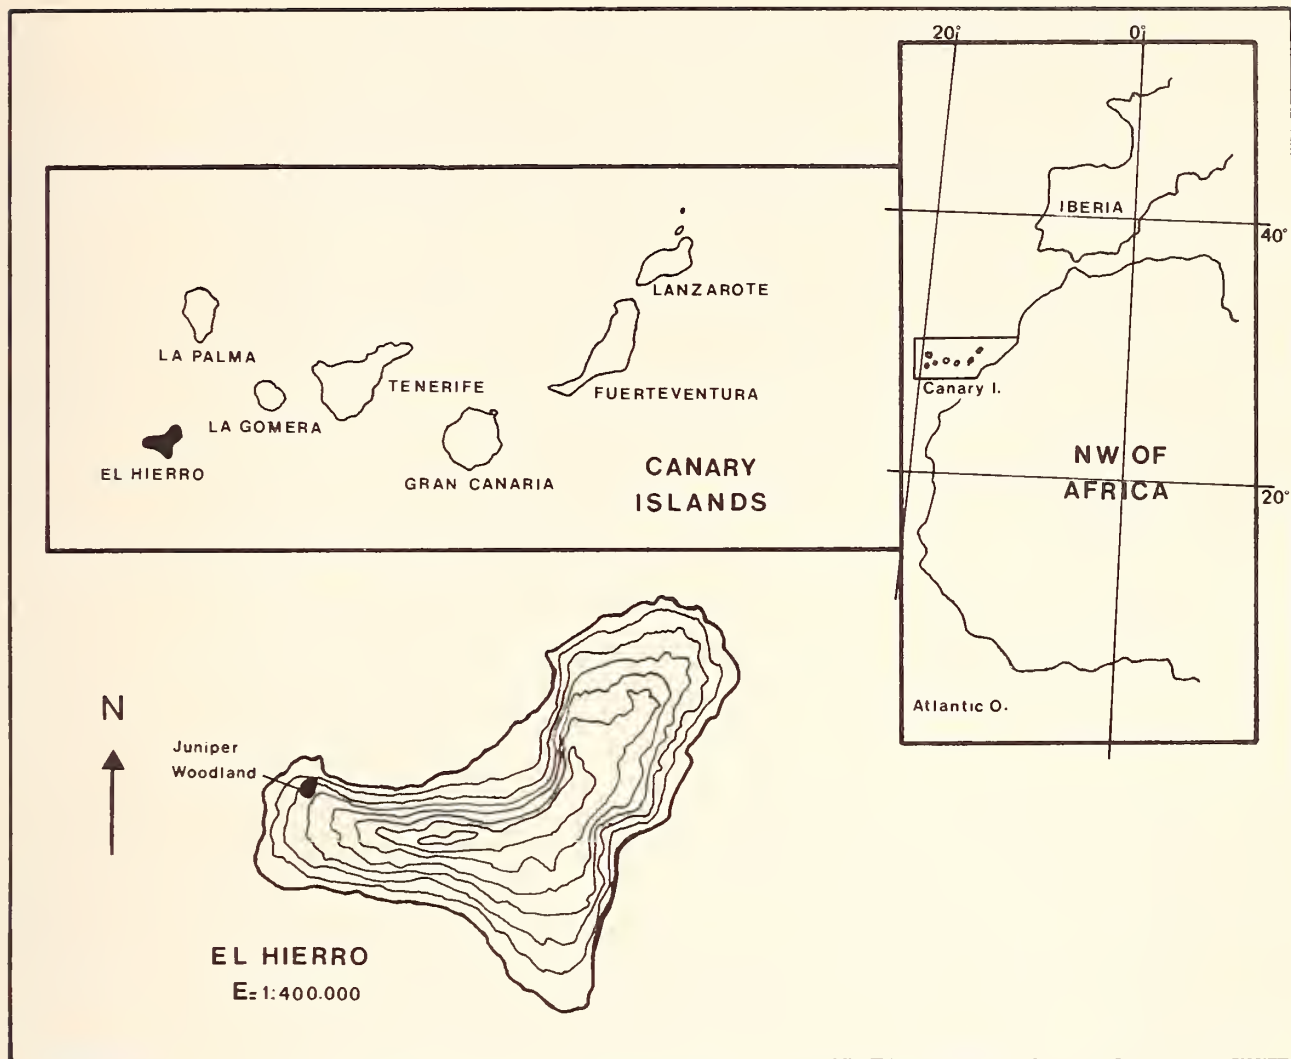 20°
0°
IBERIA
40°
LANZAROTE
LA PALMA
TENERIFE
FUERTEVENTURA
Canary I.
LA GOMERA
EL HIERRO
GRAN CANARIA
CANARY
ISLANDS
NW OF
AFRICA
20°
Atlantic O.
N
Juniper
Woodland
EL HIERRO
E=1:400.000